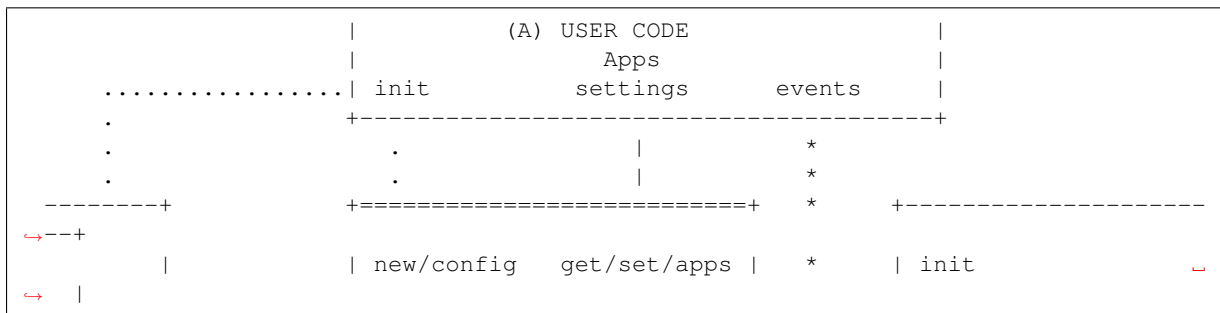 |          (A) USER CODE                 |
|                 Apps                   |
.................| init          settings      events     |
.                +----------------------------------------+
.                   .                |           *
.                   .                |           *
--------+            +===========================+   *     +---------------------
↪--+
|            | new/config   get/set/apps |   *     | init                  ␣
↪  |